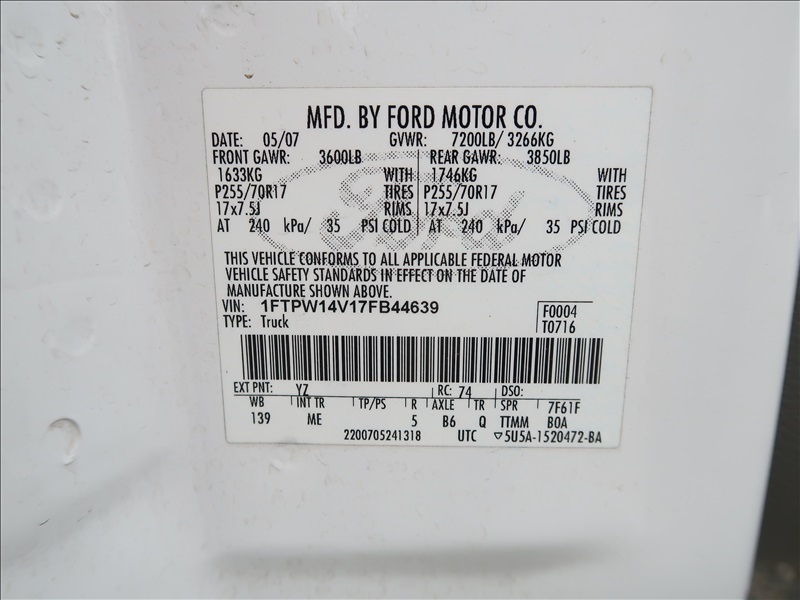 MFD. BY FORD MOTOR CO.
DATE: 05/07 GVWR: 7200LB/ 3266KG
FRONT GAWR: 3600LB REAR GAWR: 3850LB
1633KG WITH 1746KG WITH
P255/70R17 TIRES P255/70R17 TIRES
17x7.5J RIMS 17x7.5J RIMS
AT 240 kPa/ 35 PSI COLD AT 240 kPa/ 35 PSI COLD
Ford
THIS VEHICLE CONFORMS TO ALL APPLICABLE FEDERAL MOTOR
VEHICLE SAFETY STANDARDS IN EFFECT ON THE DATE OF
MANUFACTURE SHOWN ABOVE.
VIN: 1FTPW14V17FB44639 F0004
TYPE: Truck T0716
EXT PNT: YZ RC: 74 DSO:
WB INT TR TP/PS R AXLE TR SPR 7F61F
139 ME 5 B6 Q TTMM BOA
2200705241318 UTC ▽5U5A-1520472-BA